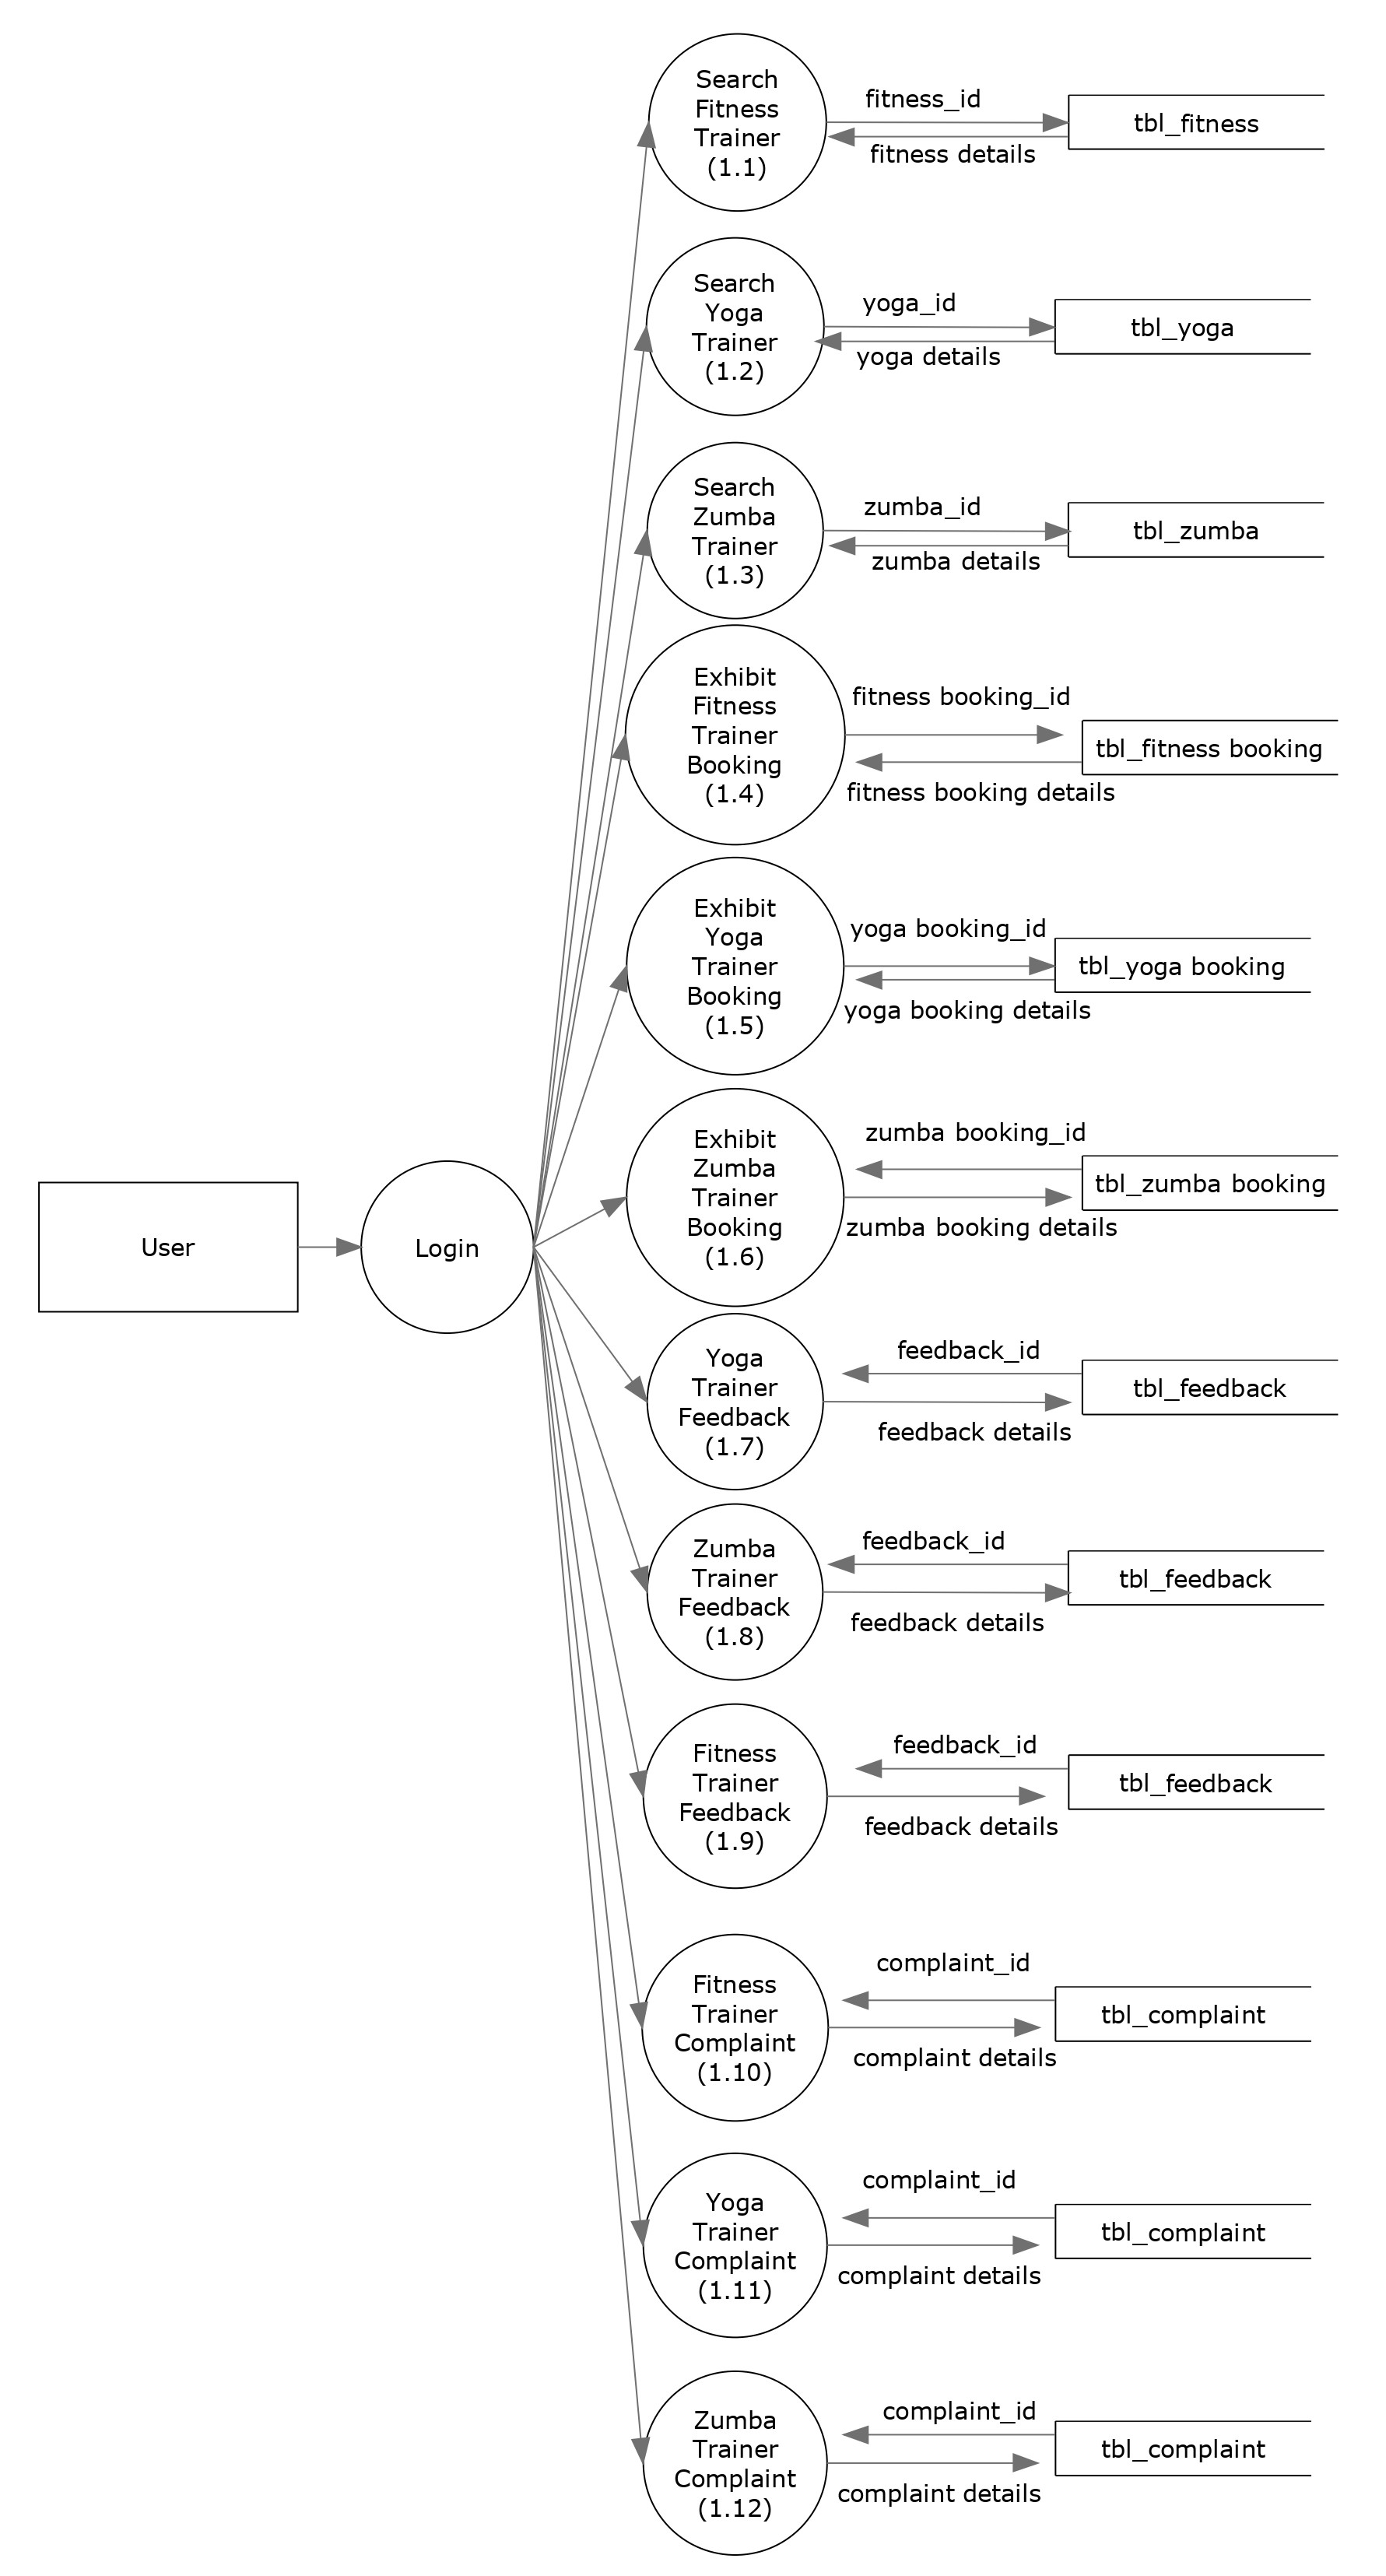 Search
Fitness
Trainer
(1.1)
fitness_id
fitness details
tbl_fitness
Search
Yoga
Trainer
(1.2)
yoga_id
yoga details
tbl_yoga
Search
Zumba
Trainer
(1.3)
zumba_id
zumba details
tbl_zumba
Exhibit
Fitness
Trainer
Booking
(1.4)
fitness booking_id
fitness booking details
tbl_fitness booking
Exhibit
Yoga
Trainer
Booking
(1.5)
yoga booking_id
yoga booking details
tbl_yoga booking
Exhibit
Zumba
Trainer
Booking
(1.6)
zumba booking_id
zumba booking details
tbl_zumba booking
User
Login
Yoga
Trainer
Feedback
(1.7)
feedback_id
feedback details
tbl_feedback
Zumba
Trainer
Feedback
(1.8)
feedback_id
feedback details
tbl_feedback
Fitness
Trainer
Feedback
(1.9)
feedback_id
feedback details
tbl_feedback
Fitness
Trainer
Complaint
(1.10)
complaint_id
complaint details
tbl_complaint
Yoga
Trainer
Complaint
(1.11)
complaint_id
complaint details
tbl_complaint
Zumba
Trainer
Complaint
(1.12)
complaint_id
complaint details
tbl_complaint